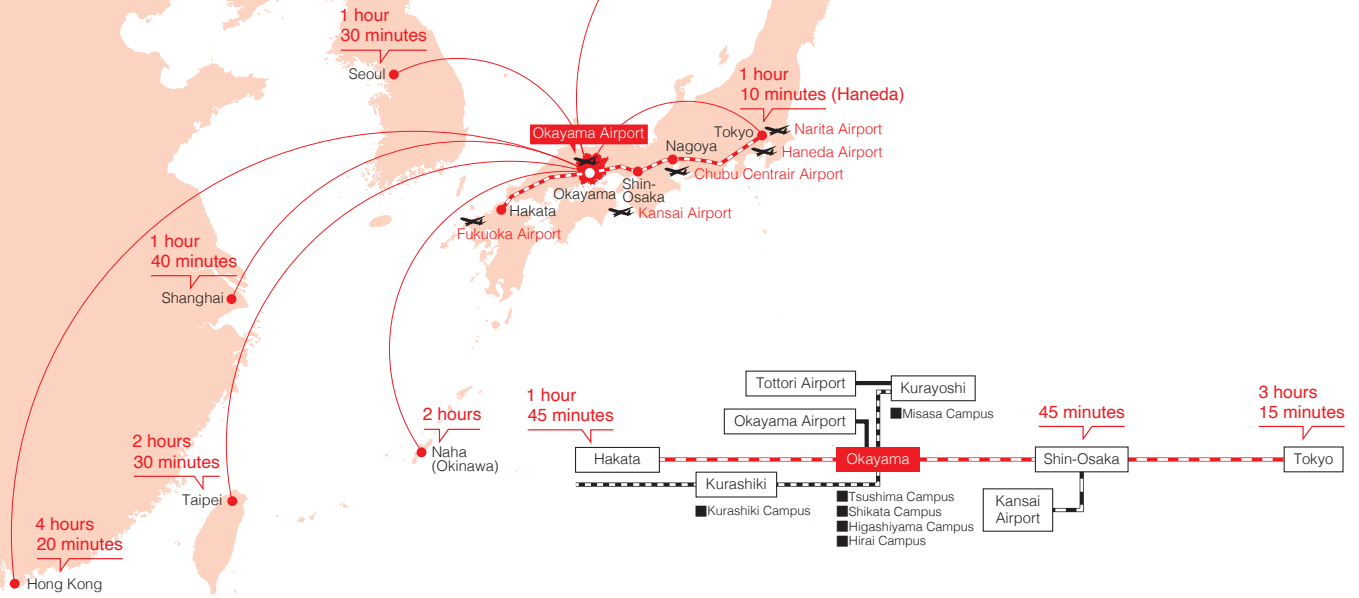 1 hour
30 minutes
Seoul
1 hour
10 minutes (Haneda)
Okayama Airport
Tokyo
Narita Airport
Nagoya
Haneda Airport
Chubu Centrair Airport
Okayama
Shin-
Osaka
Hakata
Kansai Airport
Fukuoka Airport
1 hour
40 minutes
Shanghai
2 hours
Naha
(Okinawa)
2 hours
30 minutes
Taipei
4 hours
20 minutes
Hong Kong
Tottori Airport
Kurayoshi
Misasa Campus
Okayama Airport
1 hour
45 minutes
45 minutes
3 hours
15 minutes
Hakata
Okayama
Shin-Osaka
Tokyo
Kurashiki
Kurashiki Campus
Tsushima Campus
Shikata Campus
Higashiyama Campus
Hirai Campus
Kansai
Airport